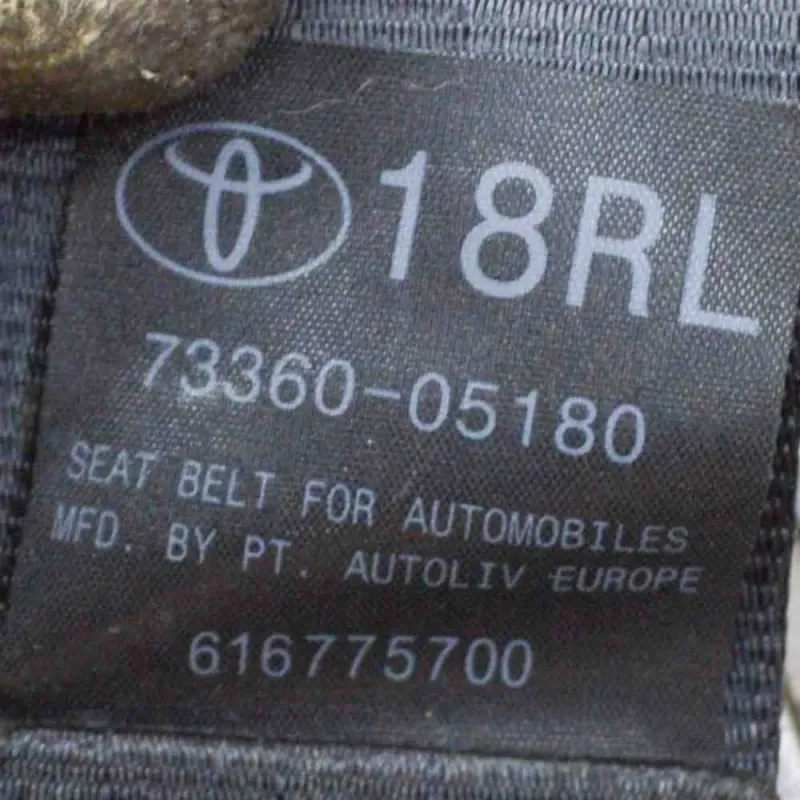 18RL
73360-05180
SEAT BELT FOR AUTOMOBILES
MFD. BY PT. AUTOLIV EUROPE
616775700